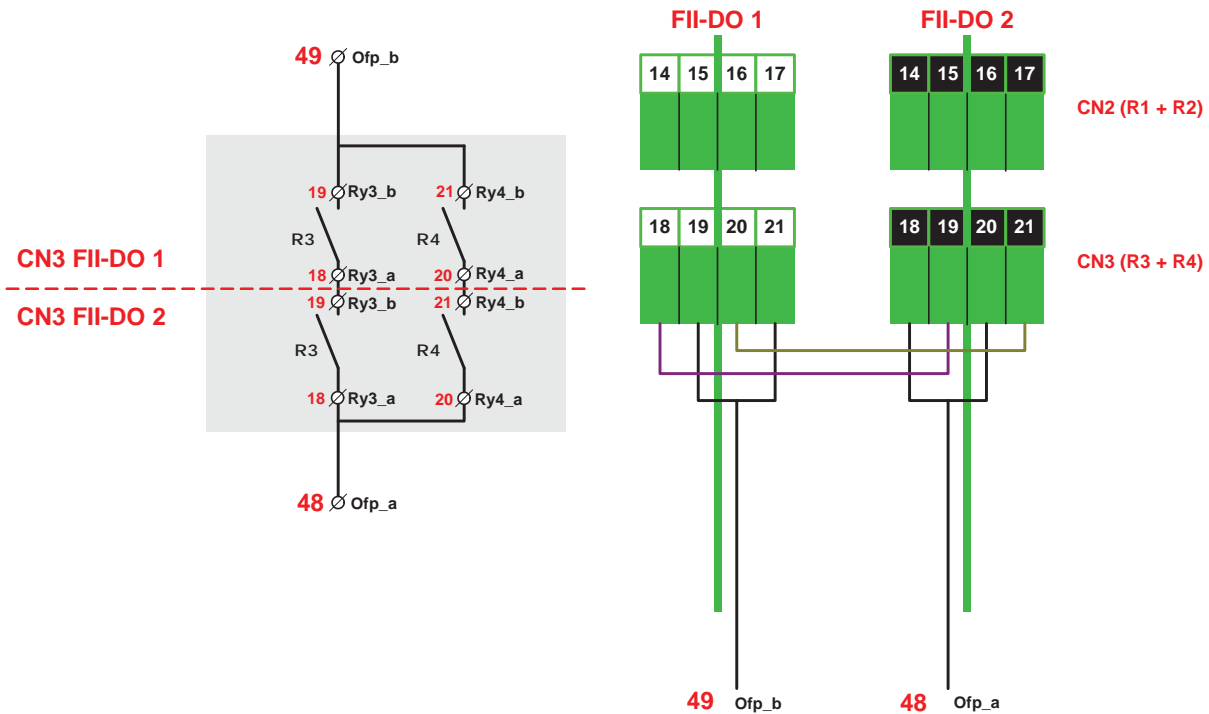 FII-DO 1 FII-DO 2
49 Ofp_b
14 15 16 17 14 15 16 17
CN2 (R1 + R2)
19 Ry3_b 21 Ry4_b
18 19 20 21 18 19 20 21
R3 R4
CN3 FII-DO 1
CN3 (R3 + R4)
18 Ry3_a 20 Ry4_a
19 Ry3_b 21 Ry4_b
CN3 FII-DO 2
R3 R4
18 Ry3_a 20 Ry4_a
48 Ofp_a
49 Ofp_b 48 Ofp_a